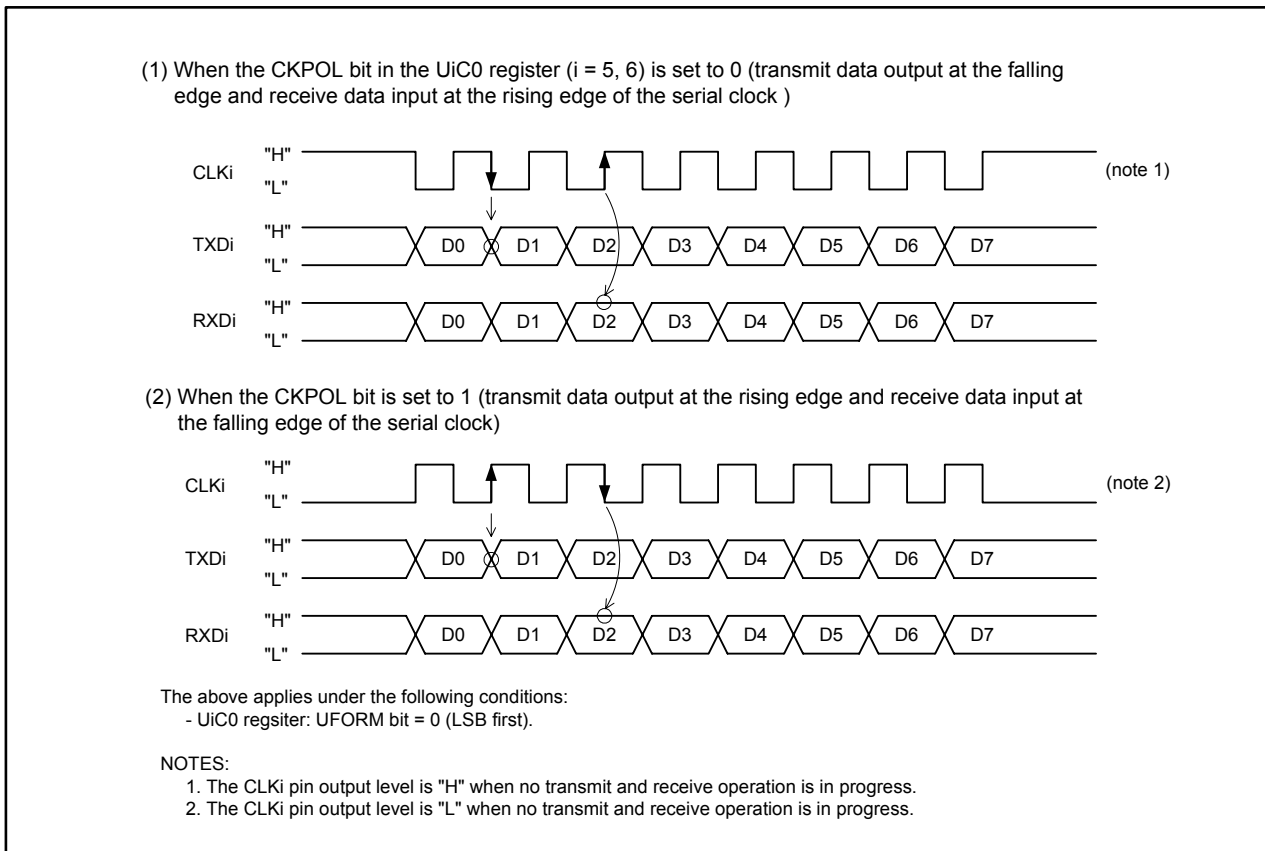 (1) When the CKPOL bit in the UiC0 register (i = 5, 6) is set to 0 (transmit data output at the falling
edge and receive data input at the rising edge of the serial clock )
CLKi "H" "L" (note 1)
TXDi "H" "L" D0 D1 D2 D3 D4 D5 D6 D7
RXDi "H" "L" D0 D1 D2 D3 D4 D5 D6 D7
(2) When the CKPOL bit is set to 1 (transmit data output at the rising edge and receive data input at
the falling edge of the serial clock)
CLKi "H" "L" (note 2)
TXDi "H" "L" D0 D1 D2 D3 D4 D5 D6 D7
RXDi "H" "L" D0 D1 D2 D3 D4 D5 D6 D7
The above applies under the following conditions:
- UiC0 regsiter: UFORM bit = 0 (LSB first).
NOTES:
1. The CLKi pin output level is "H" when no transmit and receive operation is in progress.
2. The CLKi pin output level is "L" when no transmit and receive operation is in progress.